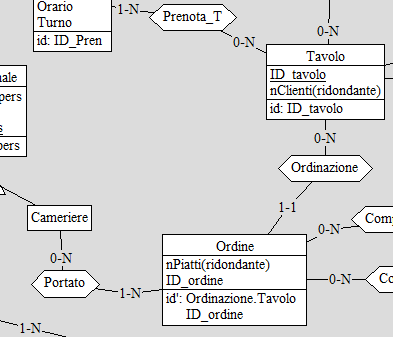 Orario
Turno
id: ID_Pren
1-N
Prenota_T
0-N
0-N
Tavolo
ID_tavolo
nClienti(ridondante)
id: ID_tavolo
0-N
Ordinazione
1-1
Cameriere
0-N
Portato
1-N
Ordine
nPiatti(ridondante)
ID_ordine
id': Ordinazione.Tavolo
ID_ordine
0-N
0-N
1-N